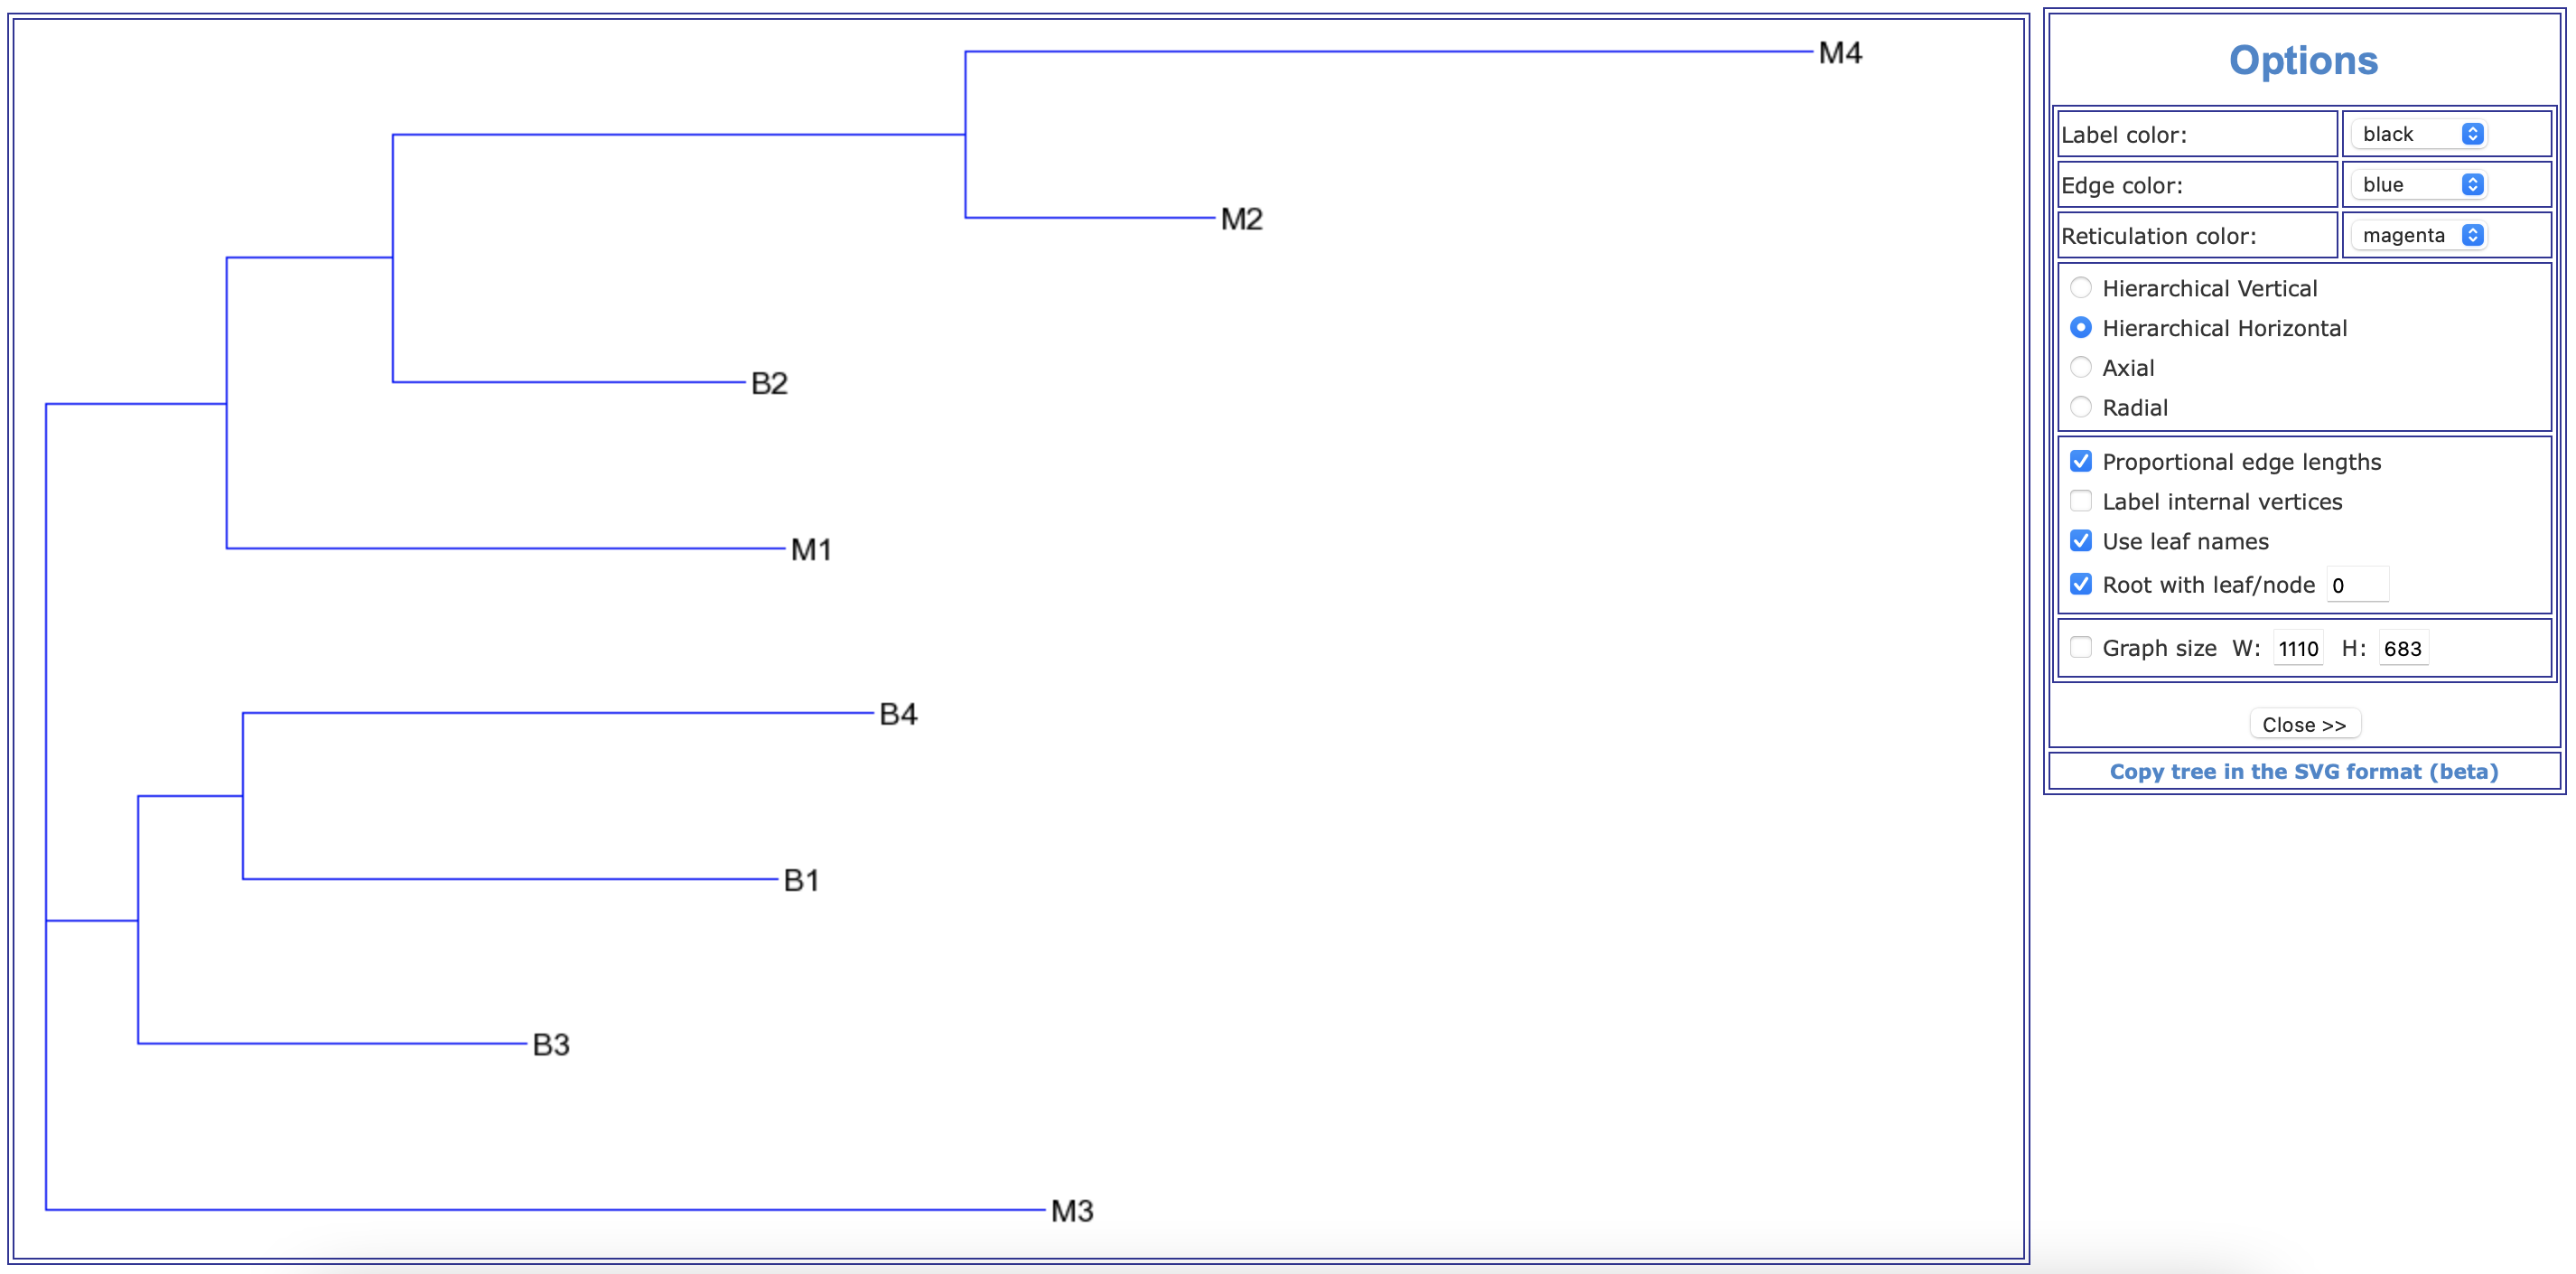 M4
M2
B2
M1
B4
B1
B3
M3
Options
Label color: black
Edge color: blue
Reticulation color: magenta
Hierarchical Vertical
Hierarchical Horizontal
Axial
Radial
Proportional edge lengths
Label internal vertices
Use leaf names
Root with leaf/node 0
Graph size W: 1110 H: 683
Close >>
Copy tree in the SVG format (beta)